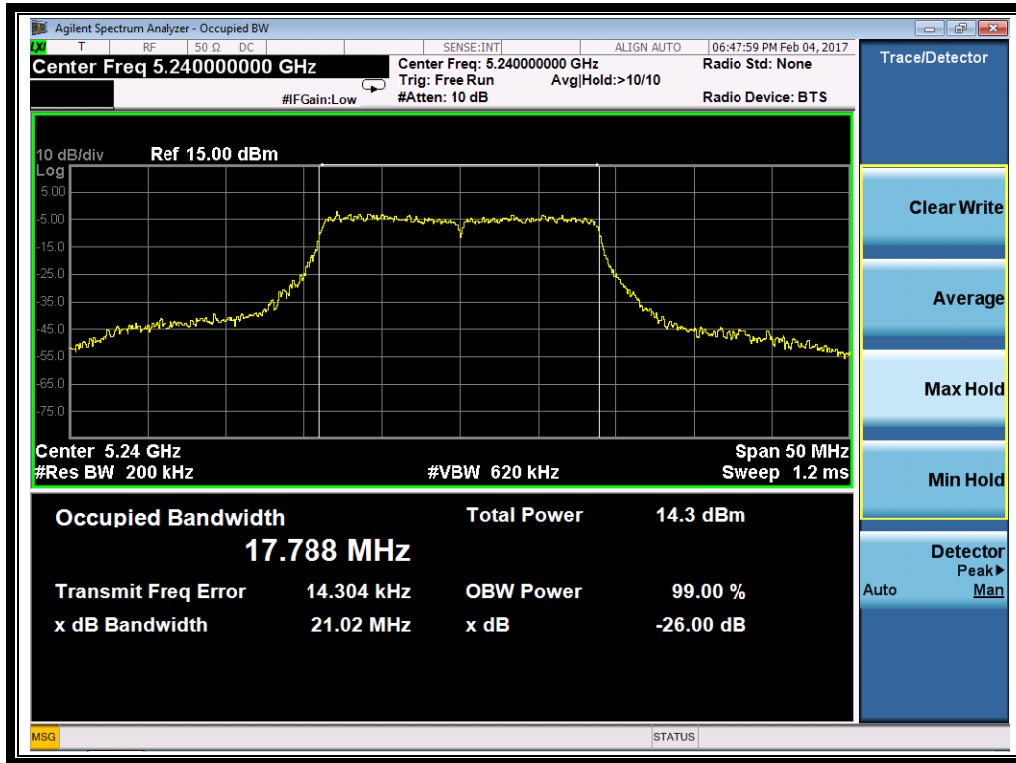 Agilent Spectrum Analyzer - Occupied BW
LXI T RF 50 Ω DC SENSE:INT ALIGN AUTO 06:47:59 PM Feb 04, 2017
Center Freq 5.240000000 GHz
Center Freq: 5.240000000 GHz
Radio Std: None
Trig: Free Run Avg|Hold:>10/10
#IFGain:Low
#Atten: 10 dB
Radio Device: BTS
Trace/Detector
10 dB/div Ref 15.00 dBm
Log
5.00
-5.00
-15.0
-25.0
-35.0
-45.0
-55.0
-65.0
-75.0
Center 5.24 GHz Span 50 MHz
#Res BW 200 kHz #VBW 620 kHz Sweep 1.2 ms
Occupied Bandwidth Total Power 14.3 dBm
17.788 MHz
Transmit Freq Error 14.304 kHz OBW Power 99.00 %
x dB Bandwidth 21.02 MHz x dB -26.00 dB
Clear Write
Average
Max Hold
Min Hold
Detector
Peak▶
Auto Man
MSG STATUS